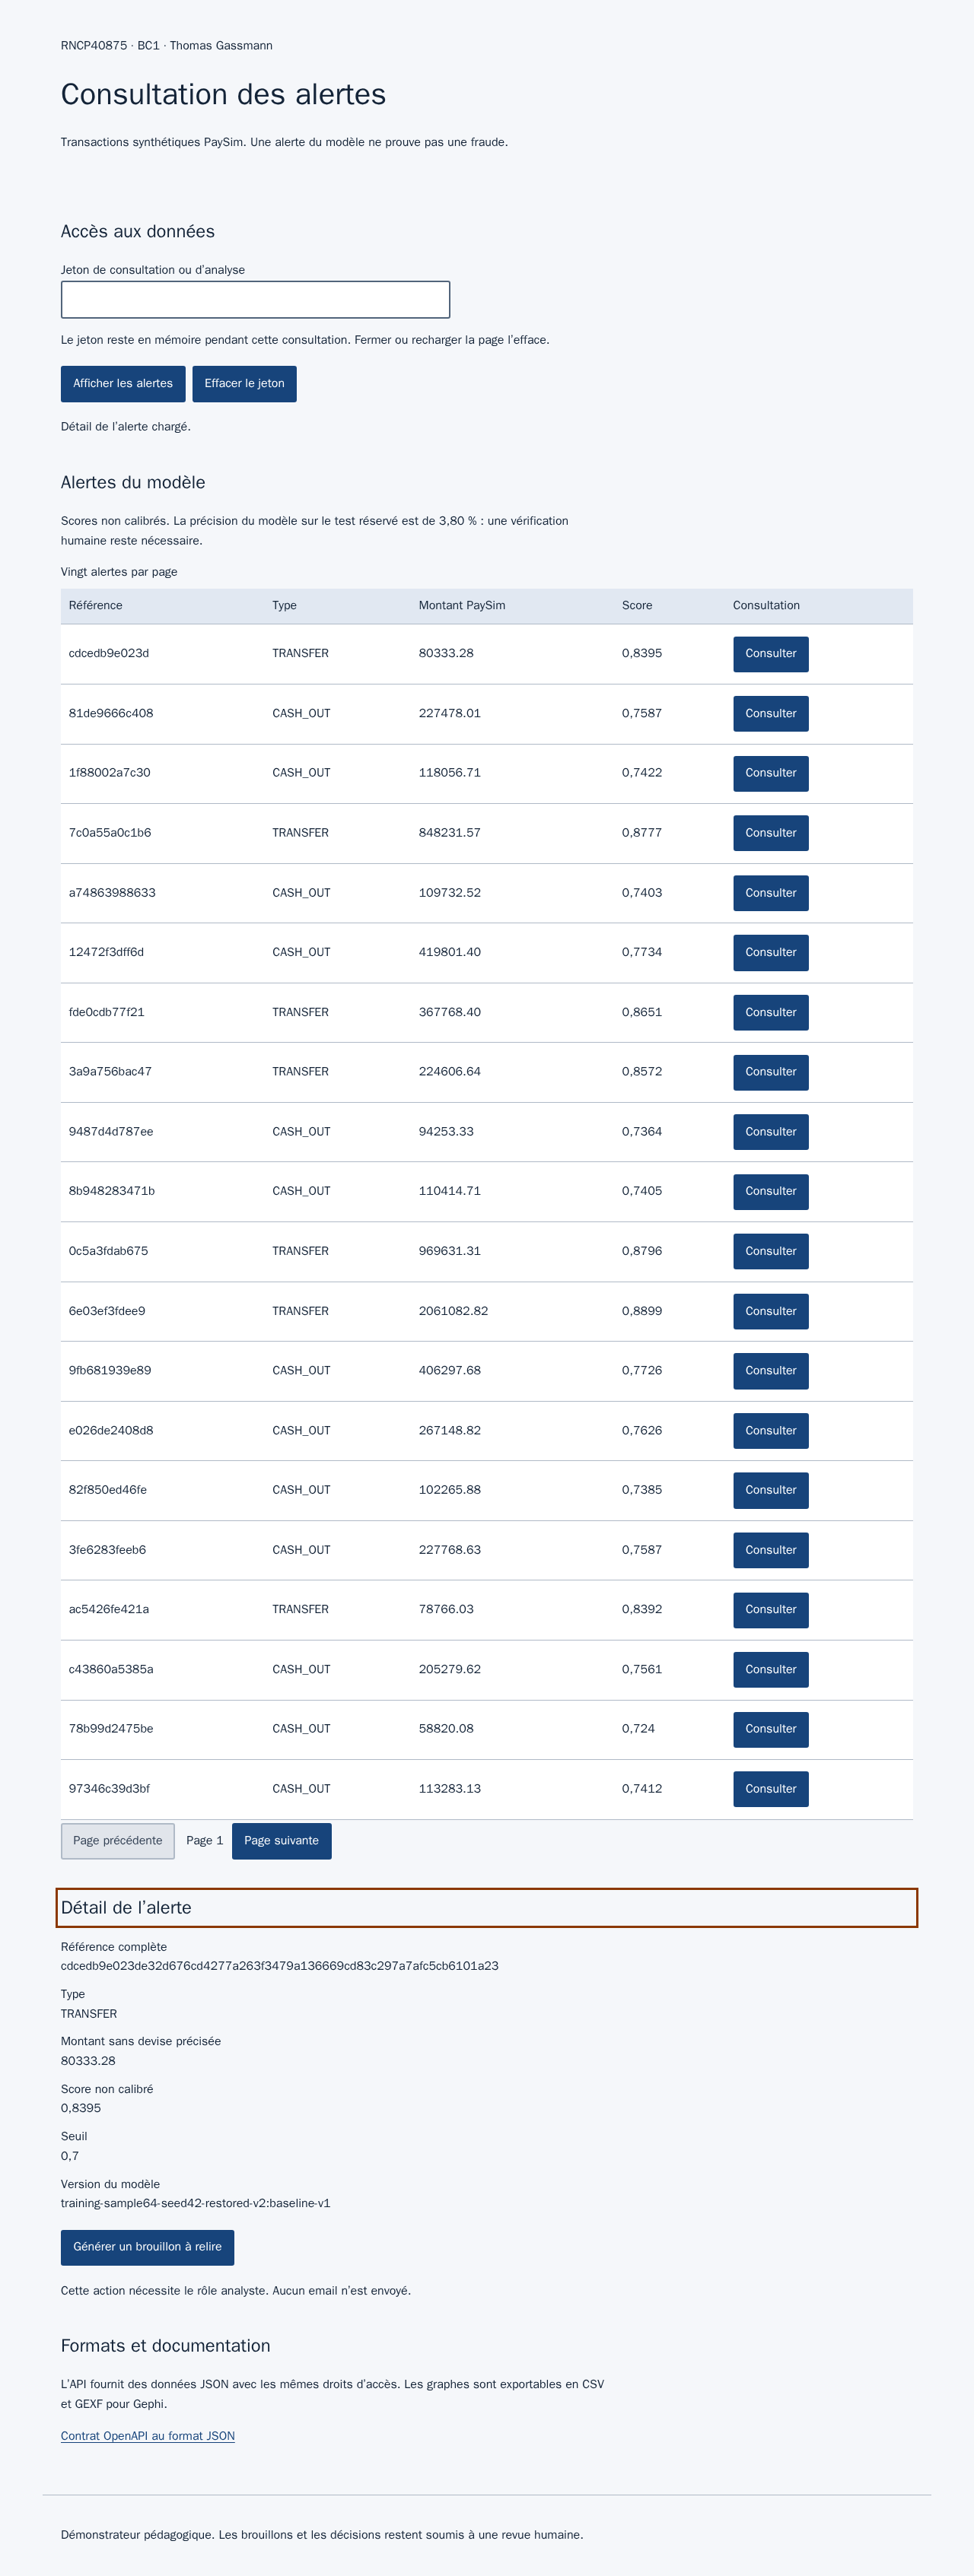 RNCP40875 · BC1 · Thomas Gassmann
Consultation des alertes
Transactions synthétiques PaySim. Une alerte du modèle ne prouve pas une fraude.
Accès aux données
Jeton de consultation ou d'analyse
Le jeton reste en mémoire pendant cette consultation. Fermer ou recharger la page l'efface.
Afficher les alertes Effacer le jeton
Détail de l'alerte chargé.
Alertes du modèle
Scores non calibrés. La précision du modèle sur le test réservé est de 3,80 % : une vérification
humaine reste nécessaire.
Vingt alertes par page
Référence Type Montant PaySim Score Consultation
cdcedb9e023d TRANSFER 80333.28 0,8395 Consulter
81de9666c408 CASH_OUT 227478.01 0,7587 Consulter
1f88002a7c30 CASH_OUT 118056.71 0,7422 Consulter
7c0a55a0c1b6 TRANSFER 848231.57 0,8777 Consulter
a74863988633 CASH_OUT 109732.52 0,7403 Consulter
12472f3dff6d CASH_OUT 419801.40 0,7734 Consulter
fde0cdb77f21 TRANSFER 367768.40 0,8651 Consulter
3a9a756bac47 TRANSFER 224606.64 0,8572 Consulter
9487d4d787ee CASH_OUT 94253.33 0,7364 Consulter
8b948283471b CASH_OUT 110414.71 0,7405 Consulter
0c5a3fdab675 TRANSFER 969631.31 0,8796 Consulter
6e03ef3fdee9 TRANSFER 2061082.82 0,8899 Consulter
9fb681939e89 CASH_OUT 406297.68 0,7726 Consulter
e026de2408d8 CASH_OUT 267148.82 0,7626 Consulter
82f850ed46fe CASH_OUT 102265.88 0,7385 Consulter
3fe6283feeb6 CASH_OUT 227768.63 0,7587 Consulter
ac5426fe421a TRANSFER 78766.03 0,8392 Consulter
c43860a5385a CASH_OUT 205279.62 0,7561 Consulter
78b99d2475be CASH_OUT 58820.08 0,724 Consulter
97346c39d3bf CASH_OUT 113283.13 0,7412 Consulter
Page précédente Page 1 Page suivante
Détail de l'alerte
Référence complète
cdcedb9e023de32d676cd4277a263f3479a136669cd83c297a7afc5cb6101a23
Type
TRANSFER
Montant sans devise précisée
80333.28
Score non calibré
0,8395
Seuil
0,7
Version du modèle
training-sample64-seed42-restored-v2:baseline-v1
Générer un brouillon à relire
Cette action nécessite le rôle analyste. Aucun email n'est envoyé.
Formats et documentation
L'API fournit des données JSON avec les mêmes droits d'accès. Les graphes sont exportables en CSV
et GEXF pour Gephi.
Contrat OpenAPI au format JSON
Démonstrateur pédagogique. Les brouillons et les décisions restent soumis à une revue humaine.